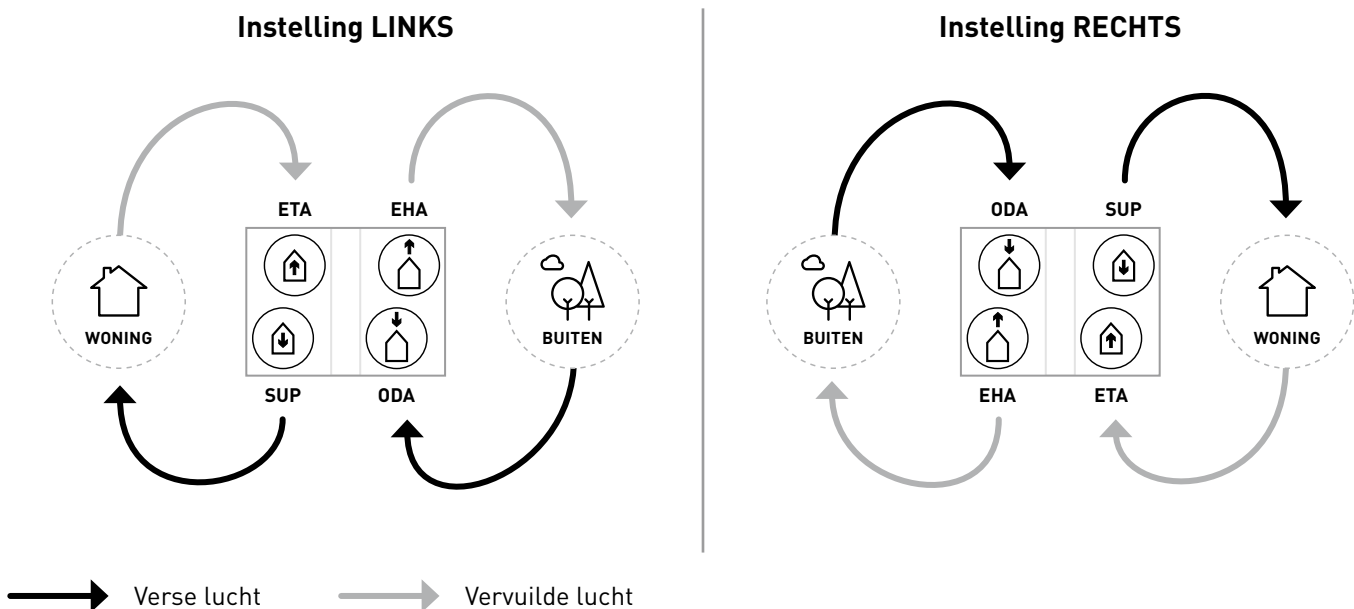 Instelling LINKS
ETA EHA
WONING
BUITEN
SUP ODA
Instelling RECHTS
ODA SUP
BUITEN
WONING
EHA ETA
Verse lucht
Vervuilde lucht